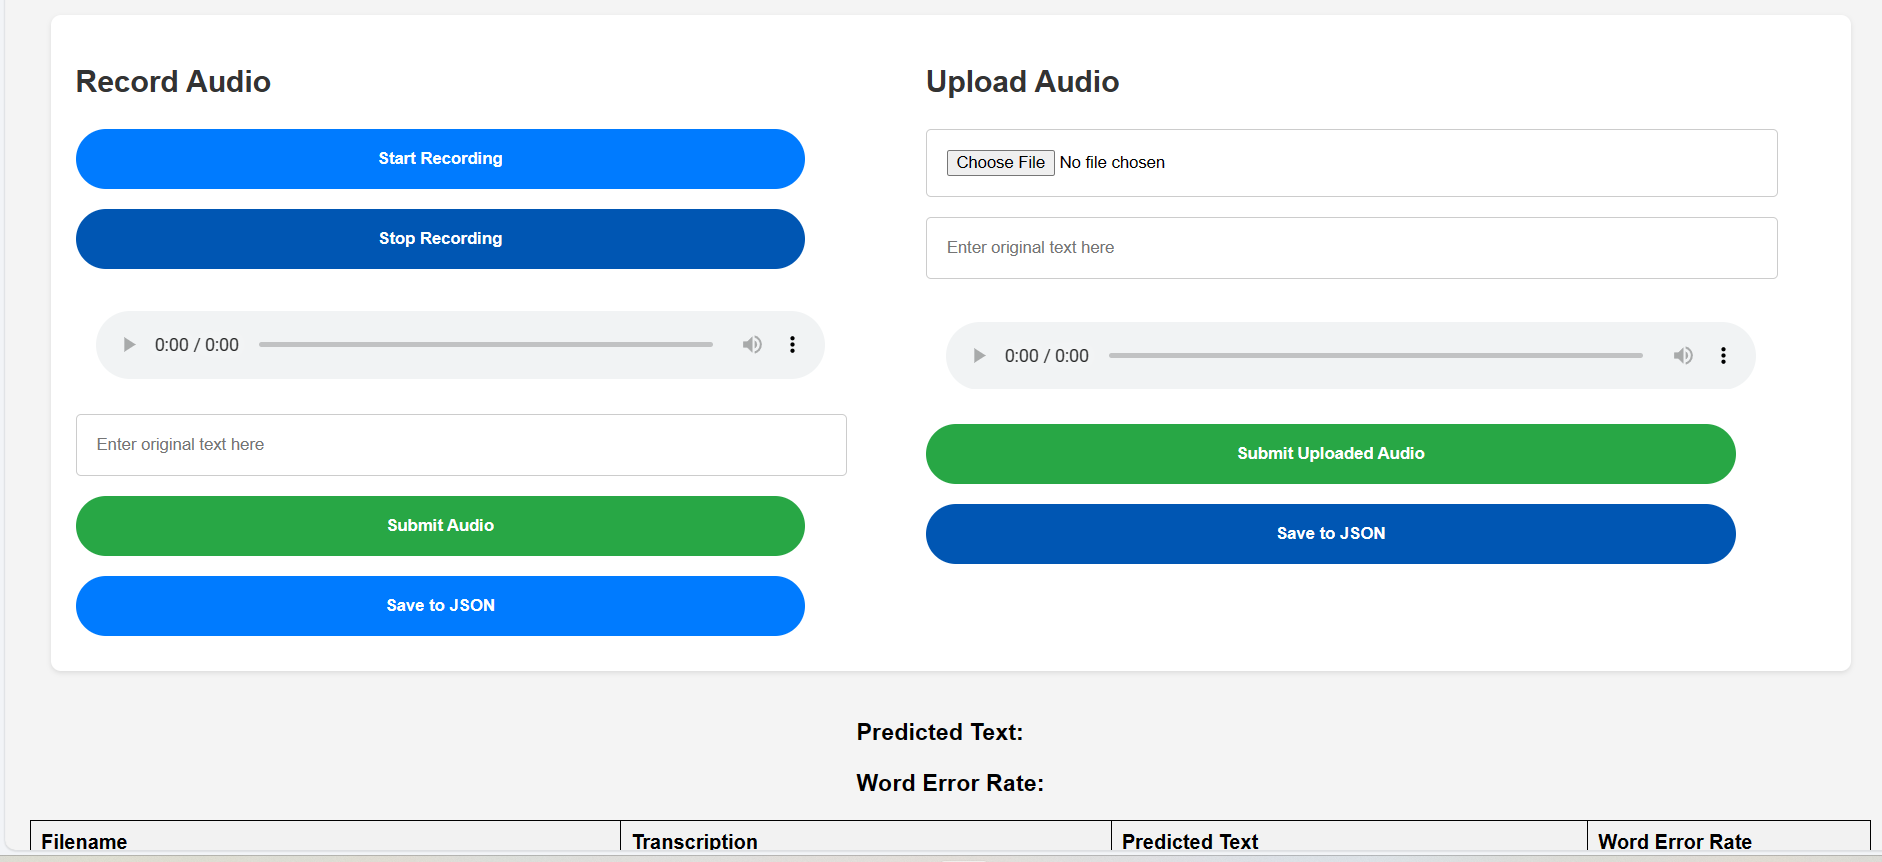 Record Audio
Start Recording
Stop Recording
0:00 / 0:00
Enter original text here
Submit Audio
Save to JSON
Upload Audio
Choose File No file chosen
Enter original text here
0:00 / 0:00
Submit Uploaded Audio
Save to JSON
Predicted Text:
Word Error Rate:
Filename Transcription Predicted Text Word Error Rate